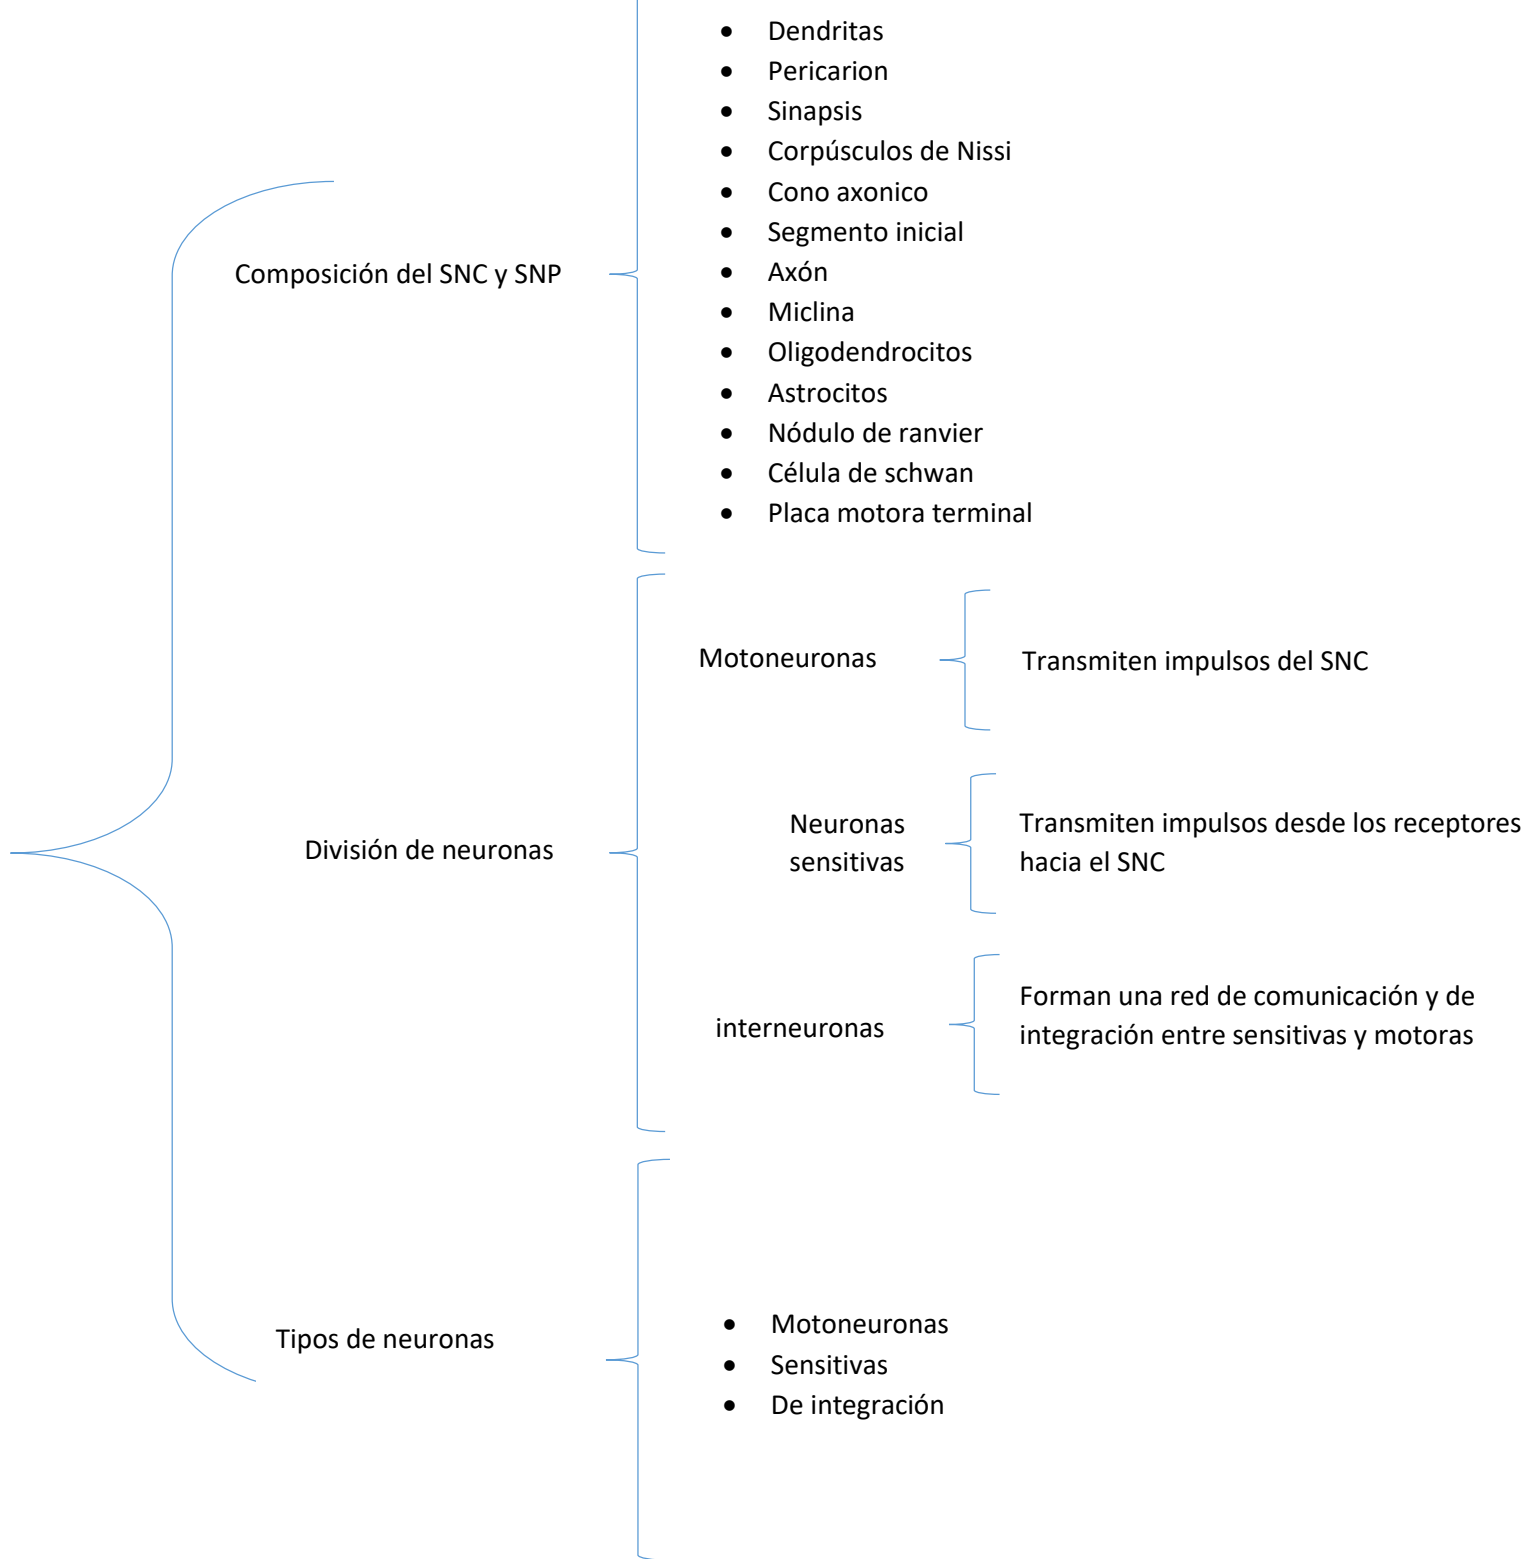 • Dendritas
• Pericarion
• Sinapsis
• Corpúsculos de Nissi
• Cono axonico
• Segmento inicial
Composición del SNC y SNP
• Axón
• Miclina
• Oligodendrocitos
• Astrocitos
• Nódulo de ranvier
• Célula de schwan
• Placa motora terminal
División de neuronas
Motoneuronas
Transmiten impulsos del SNC
Neuronas
sensitivas
Transmiten impulsos desde los receptores
hacia el SNC
interneuronas
Forman una red de comunicación y de
integración entre sensitivas y motoras
Tipos de neuronas
• Motoneuronas
• Sensitivas
• De integración